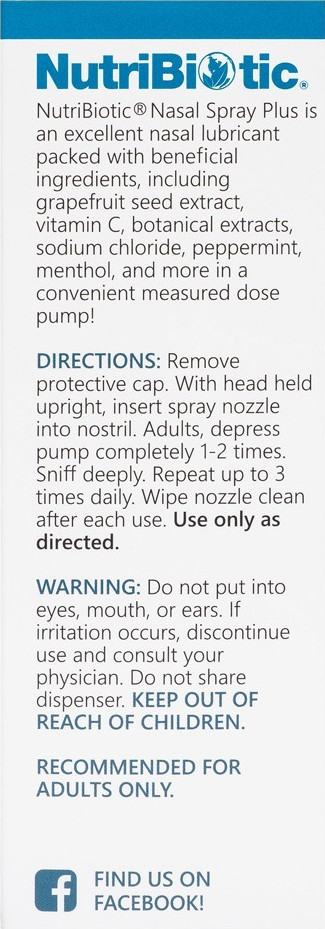 NutriBiotic®
NutriBiotic® Nasal Spray Plus is
an excellent nasal lubricant
packed with beneficial
ingredients, including
grapefruit seed extract,
vitamin C, botanical extracts,
sodium chloride, peppermint,
menthol, and more in a
convenient measured dose
pump!
DIRECTIONS: Remove
protective cap. With head held
upright, insert spray nozzle
into nostril. Adults, depress
pump completely 1-2 times.
Sniff deeply. Repeat up to 3
times daily. Wipe nozzle clean
after each use. Use only as
directed.
WARNING: Do not put into
eyes, mouth, or ears. If
irritation occurs, discontinue
use and consult your
physician. Do not share
dispenser. KEEP OUT OF
REACH OF CHILDREN.
RECOMMENDED FOR
ADULTS ONLY.
FIND US ON
FACEBOOK!